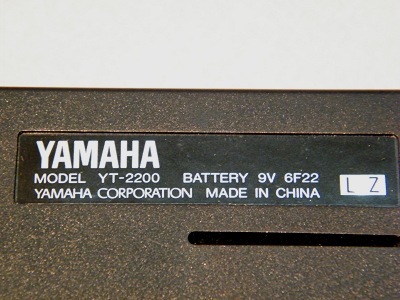 YAMAHA
MODEL YT-2200 BATTERY 9V 6F22
YAMAHA CORPORATION MADE IN CHINA L Z